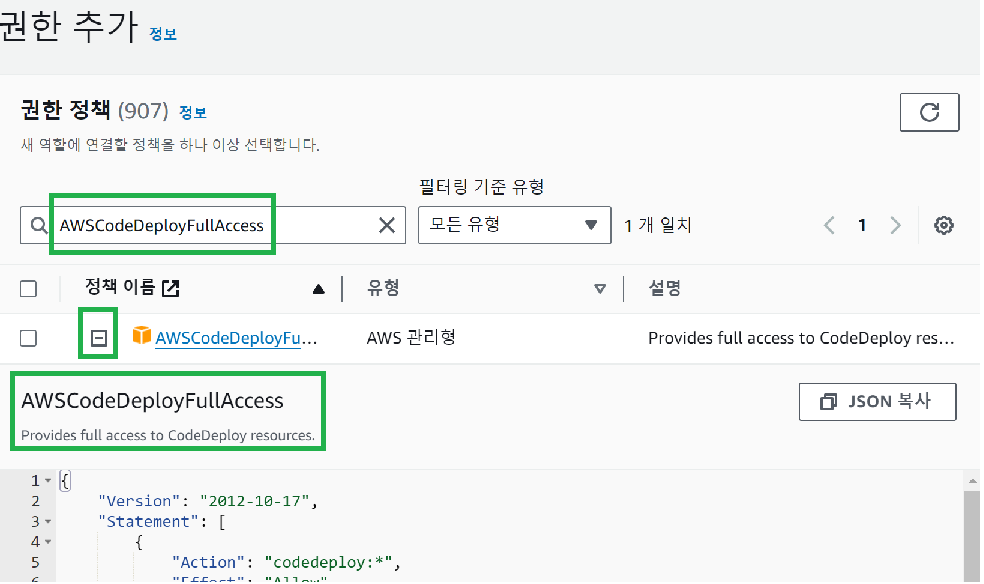 권한 추가 정보
권한 정책 (907) 정보
새 역할에 연결할 정책을 하나 이상 선택합니다.
필터링 기준 유형
AWSCodeDeployFullAccess 모든 유형 1 개 일치 1
정책 이름 유형 설명
AWSCodeDeployFu... AWS 관리형 Provides full access to CodeDeploy res...
AWSCodeDeployFullAccess JSON 복사
Provides full access to CodeDeploy resources.
1 {
2 "Version": "2012-10-17",
3 "Statement": [
4 {
5 "Action": "codedeploy:*",
6 "Effect": "Allow"